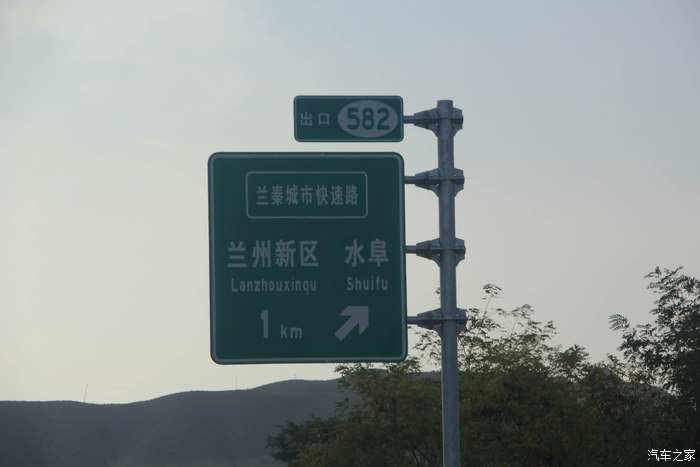 出口 582
兰秦城市快速路
兰州新区 水阜
Lanzhouxinqu Shuifu
1 km
汽车之家